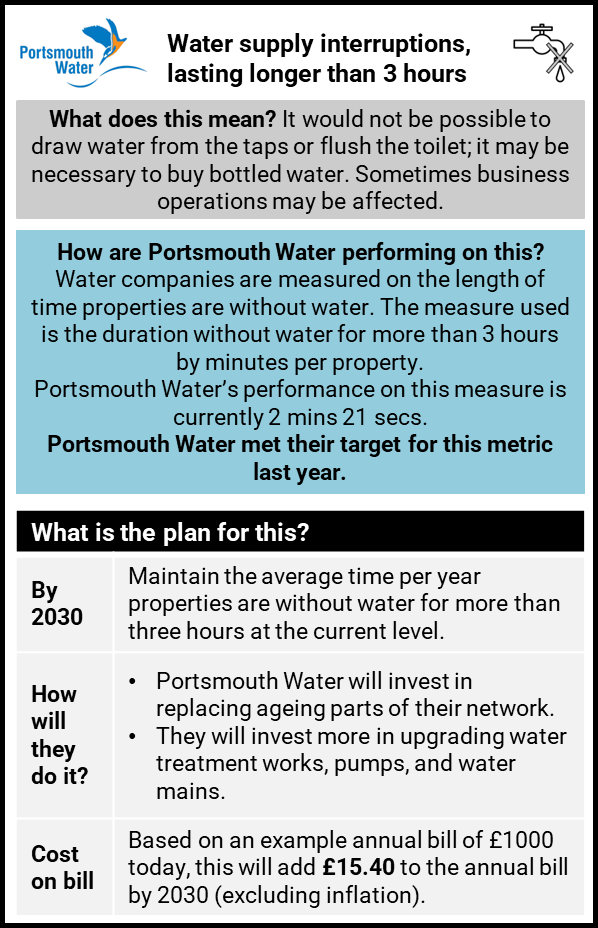 Portsmouth
Water
Water supply interruptions,
lasting longer than 3 hours
What does this mean? It would not be possible to
draw water from the taps or flush the toilet; it may be
necessary to buy bottled water. Sometimes business
operations may be affected.
How are Portsmouth Water performing on this?
Water companies are measured on the length of
time properties are without water. The measure used
is the duration without water for more than 3 hours
by minutes per property.
Portsmouth Water’s performance on this measure is
currently 2 mins 21 secs.
Portsmouth Water met their target for this metric
last year.
What is the plan for this?
By
2030
Maintain the average time per year
properties are without water for more than
three hours at the current level.
How
will
they
do it?
• Portsmouth Water will invest in
replacing ageing parts of their network.
• They will invest more in upgrading water
treatment works, pumps, and water
mains.
Cost
on bill
Based on an example annual bill of £1000
today, this will add £15.40 to the annual bill
by 2030 (excluding inflation).